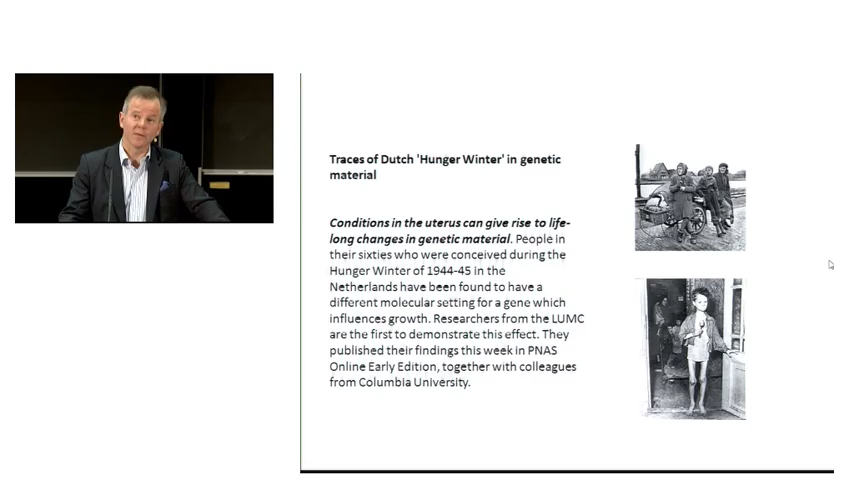 Traces of Dutch 'Hunger Winter' in genetic
material
Conditions in the uterus can give rise to life-
long changes in genetic material. People in
their sixties who were conceived during the
Hunger Winter of 1944-45 in the
Netherlands have been found to have a
different molecular setting for a gene which
influences growth. Researchers from the LUMC
are the first to demonstrate this effect. They
published their findings this week in PNAS
Online Early Edition, together with colleagues
from Columbia University.